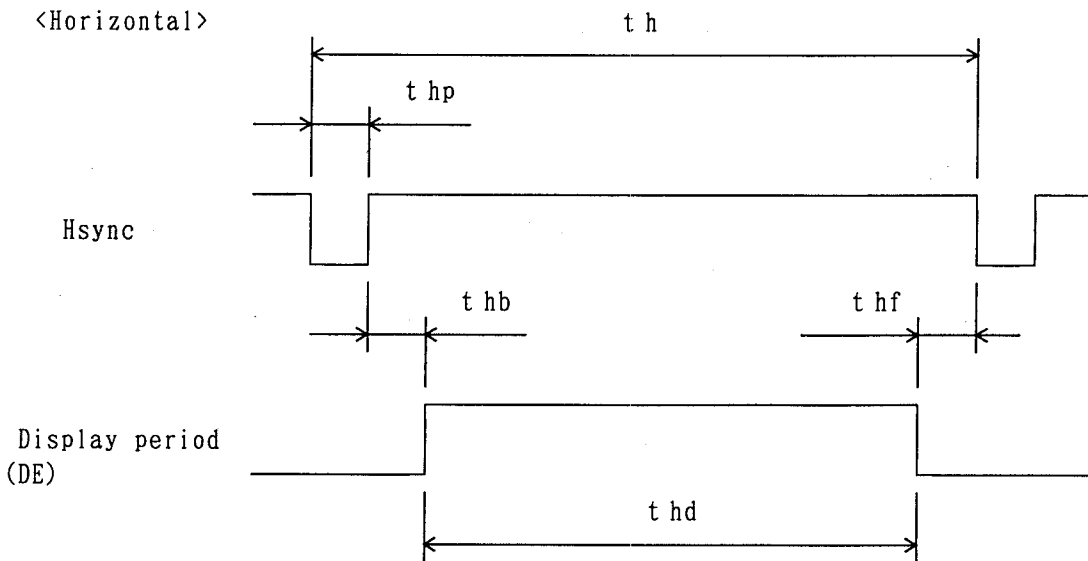 <Horizontal>
t h
t hp
Hsync
t hb
t hf
Display period
(DE)
t hd